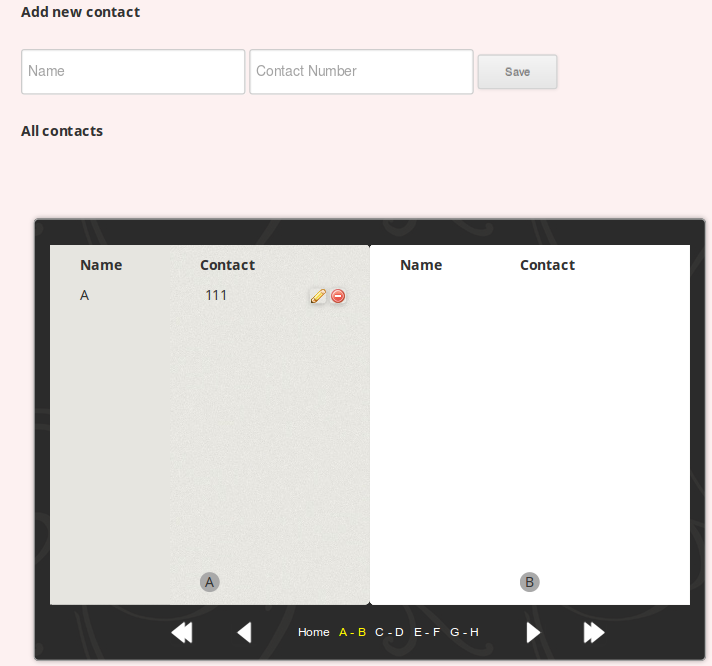 Add new contact
Name Contact Number Save
All contacts
Name Contact Name Contact
A 111
A B
Home A - B C - D E - F G - H